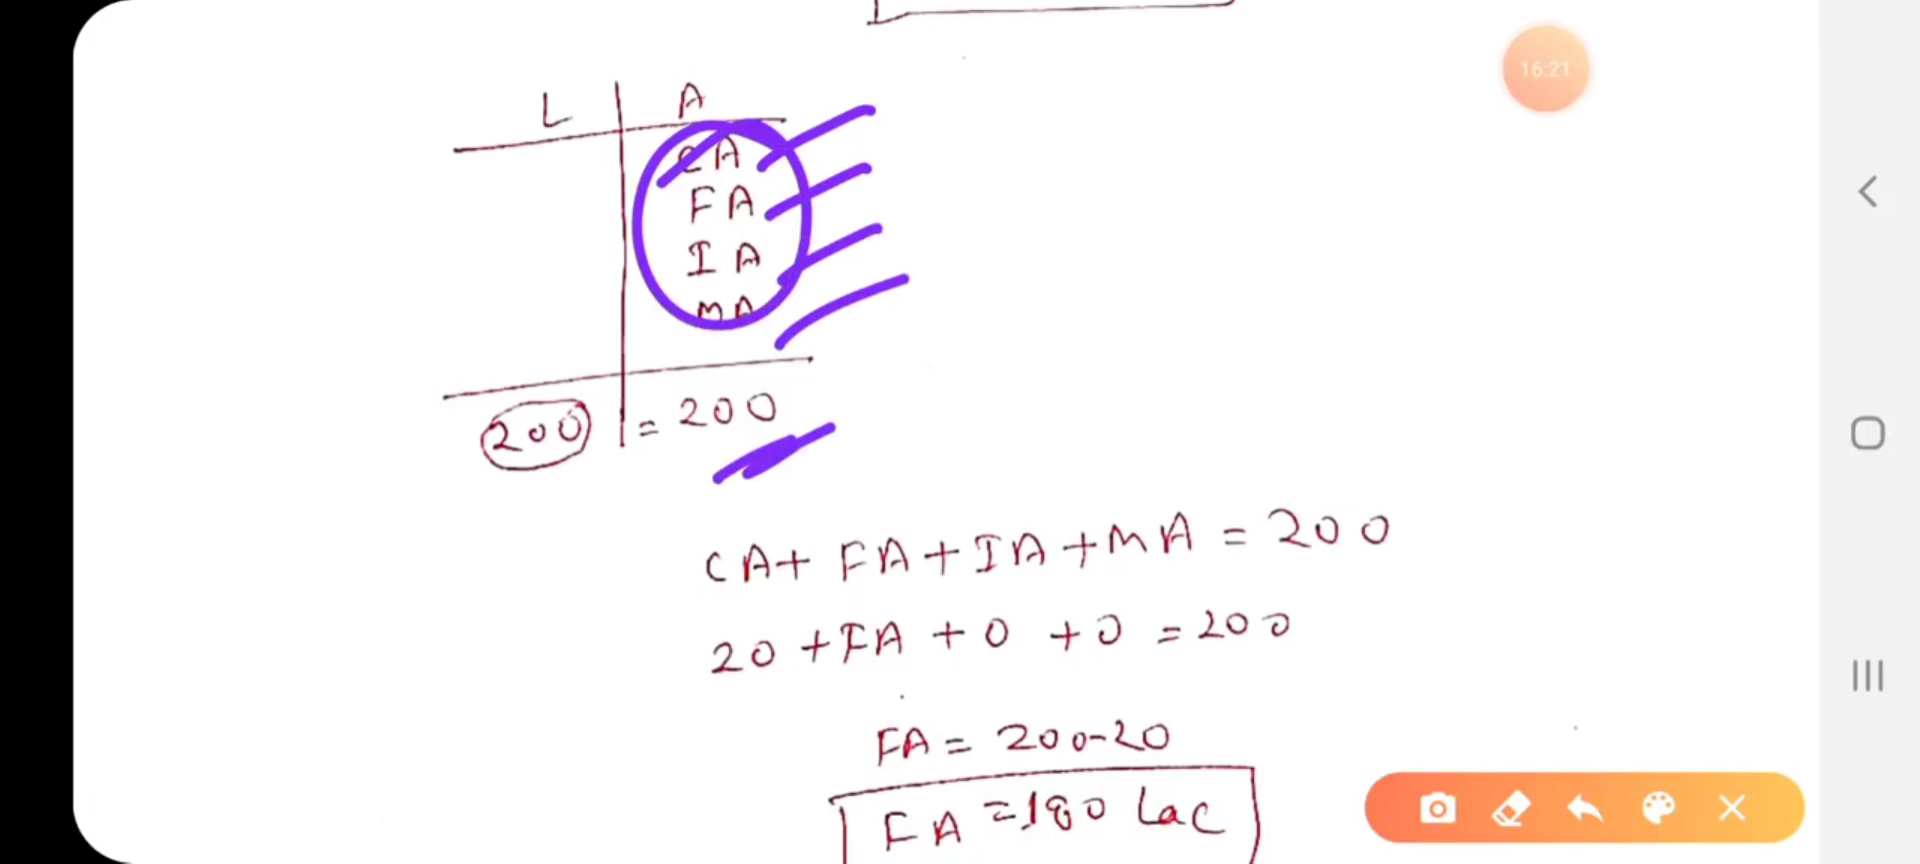 16:21
L A
CA
FA
IA
MA
200 = 200
CA + FA + IA + MA = 200
20 + FA + 0 + 0 = 200
FA = 200-20
FA = 180 Lac